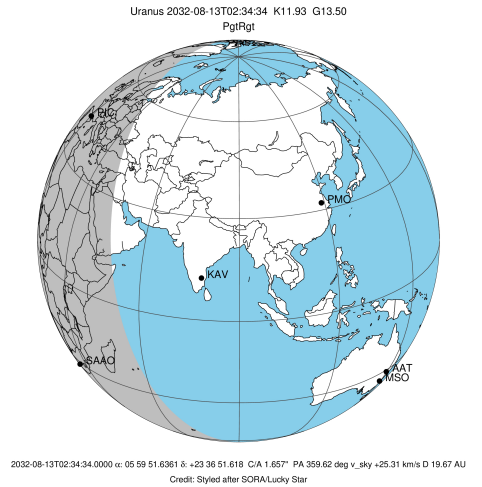 Uranus 2032-08-13T02:34:34 K11.93 G13.50
PgtRgt
PIC
PMO
KAV
SAAO
AAT
MSO
2032-08-13T02:34:34.0000 α: 05 59 51.6361 δ: +23 36 51.618 C/A 1.657" PA 359.62 deg v_sky +25.31 km/s D 19.67 AU
Credit: Styled after SORA/Lucky Star